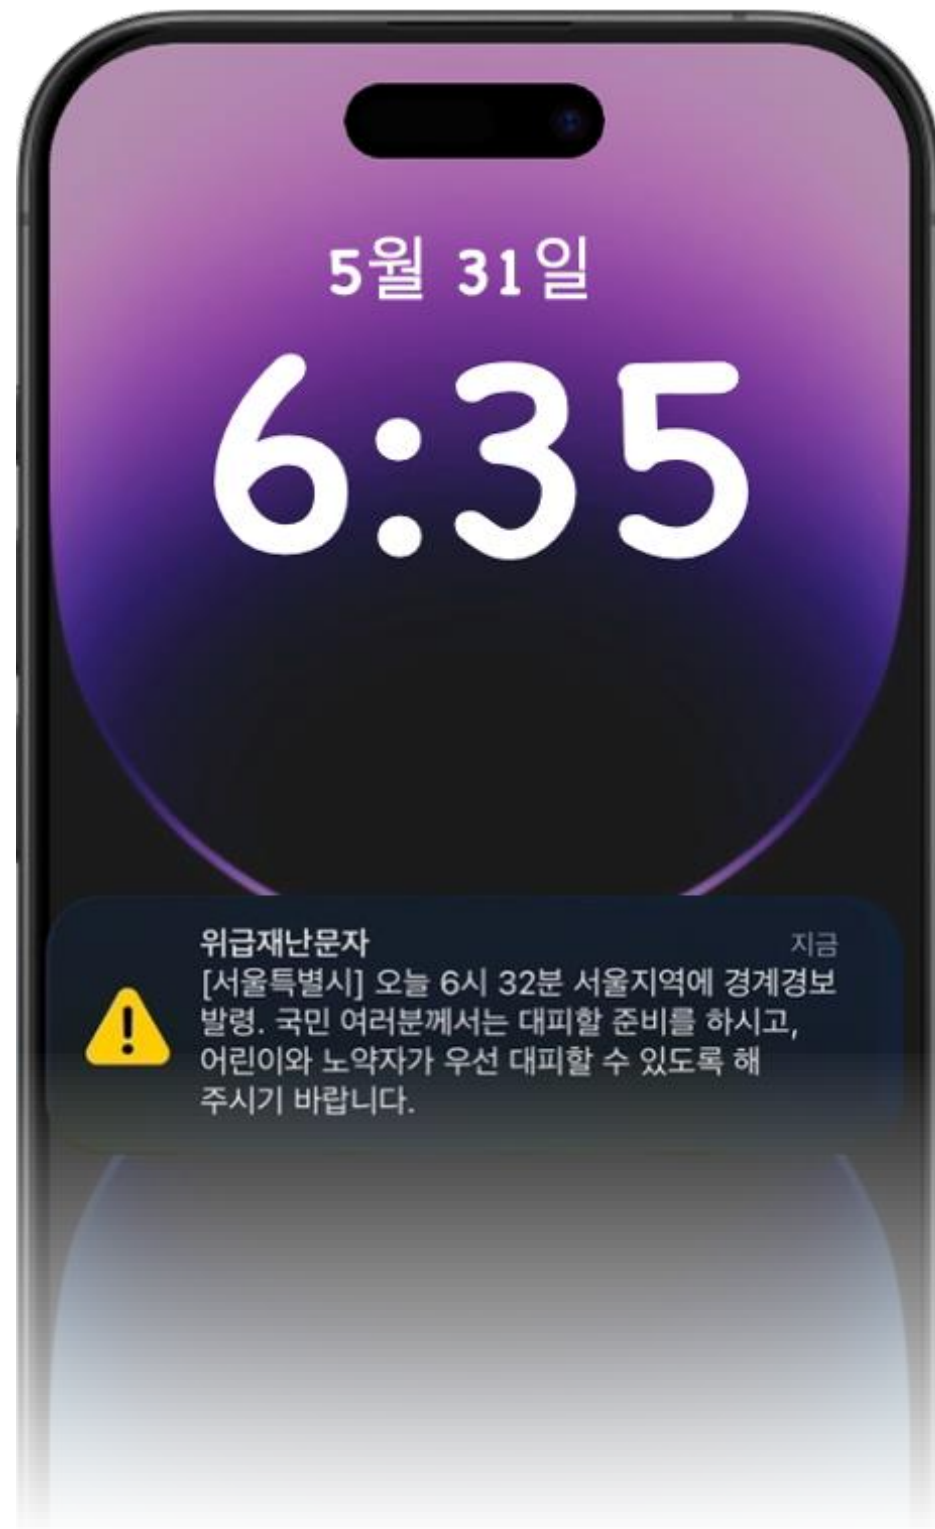 5월 31일
6:35
위급재난문자 지금
[서울특별시] 오늘 6시 32분 서울지역에 경계경보
발령. 국민 여러분께서는 대피할 준비를 하시고,
어린이와 노약자가 우선 대피할 수 있도록 해
주시기 바랍니다.